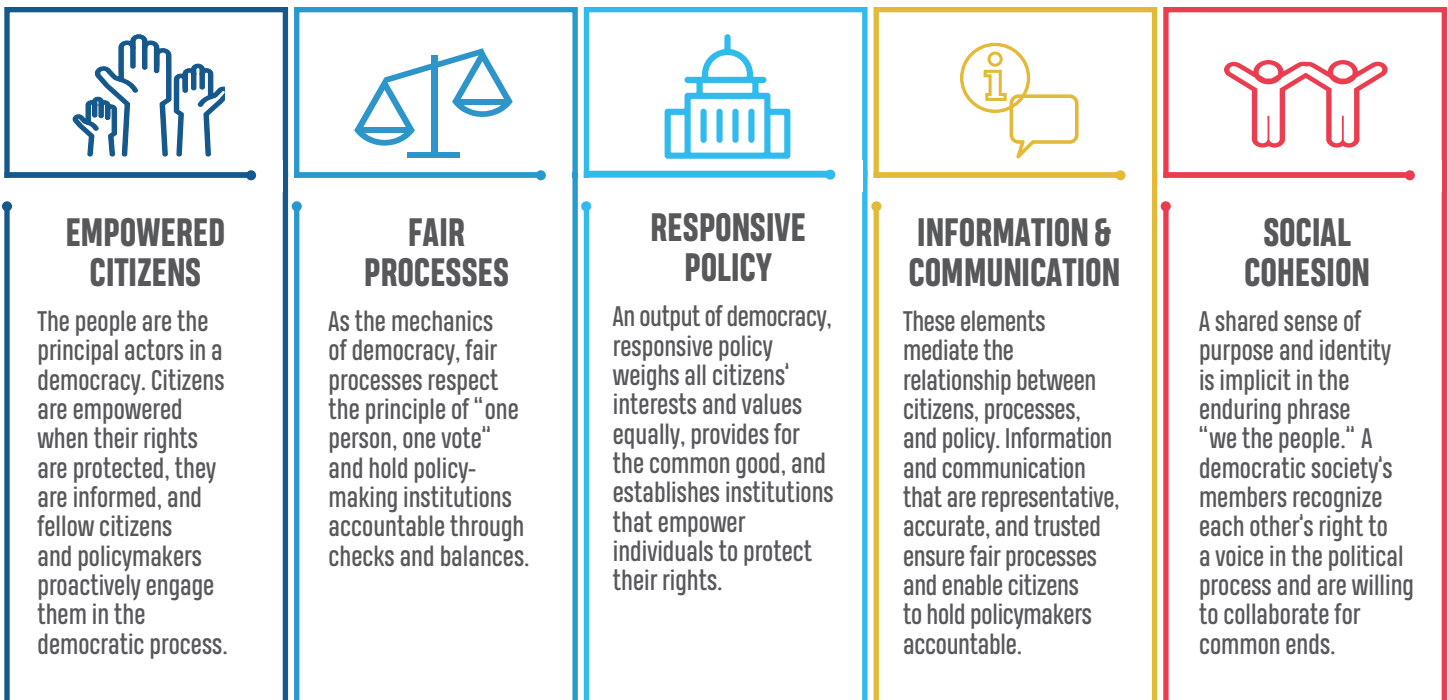 EMPOWERED
CITIZENS
The people are the
principal actors in a
democracy. Citizens
are empowered
when their rights
are protected, they
are informed, and
fellow citizens
and policymakers
proactively engage
them in the
democratic process.
FAIR
PROCESSES
As the mechanics
of democracy, fair
processes respect
the principle of “one
person, one vote”
and hold policy-
making institutions
accountable through
checks and balances.
RESPONSIVE
POLICY
An output of democracy,
responsive policy
weighs all citizens’
interests and values
equally, provides for
the common good, and
establishes institutions
that empower
individuals to protect
their rights.
i
INFORMATION &
COMMUNICATION
These elements
mediate the
relationship between
citizens, processes,
and policy. Information
and communication
that are representative,
accurate, and trusted
ensure fair processes
and enable citizens
to hold policymakers
accountable.
SOCIAL
COHESION
A shared sense of
purpose and identity
is implicit in the
enduring phrase
“we the people.” A
democratic society’s
members recognize
each other’s right to
a voice in the political
process and are willing
to collaborate for
common ends.